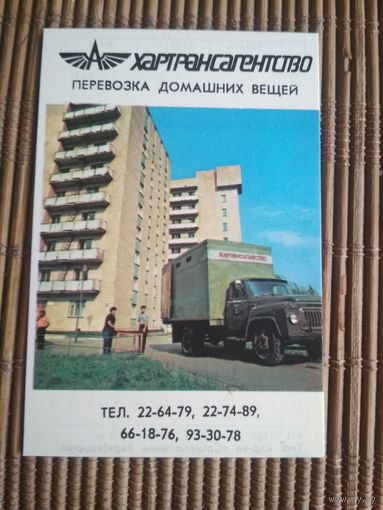 ХАРТРАНСАГЕНТСТВО
ПЕРЕВОЗКА ДОМАШНИХ ВЕЩЕЙ
ХАРТРАНСАГЕНТСТВО
ТЕЛ. 22-64-79, 22-74-89,
66-18-76, 93-30-78